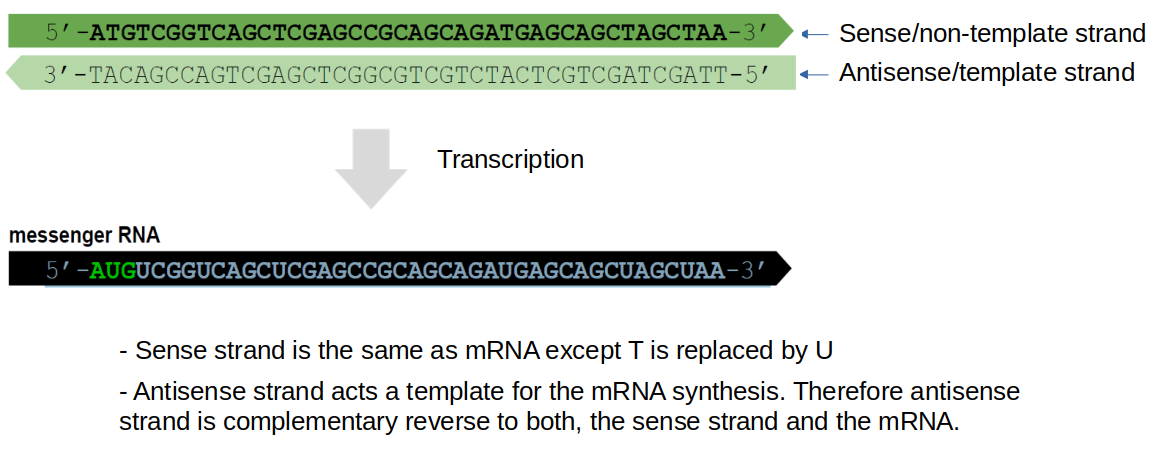 5’-ATGTCGGTCAGCTCGAGCCGCAGCAGATGAGCAGCTAGCTAA-3’
Sense/non-template strand
3’-TACAGCCAGTCGAGCTCGGCGTCGTCTACTCGTCGATCGATT-5’
Antisense/template strand
Transcription
messenger RNA
5’-AUGUCGGUCAGCUCGAGCCGCAGCAGAUGAGCAGCUAGCUAA-3’
- Sense strand is the same as mRNA except T is replaced by U
- Antisense strand acts a template for the mRNA synthesis. Therefore antisense
strand is complementary reverse to both, the sense strand and the mRNA.